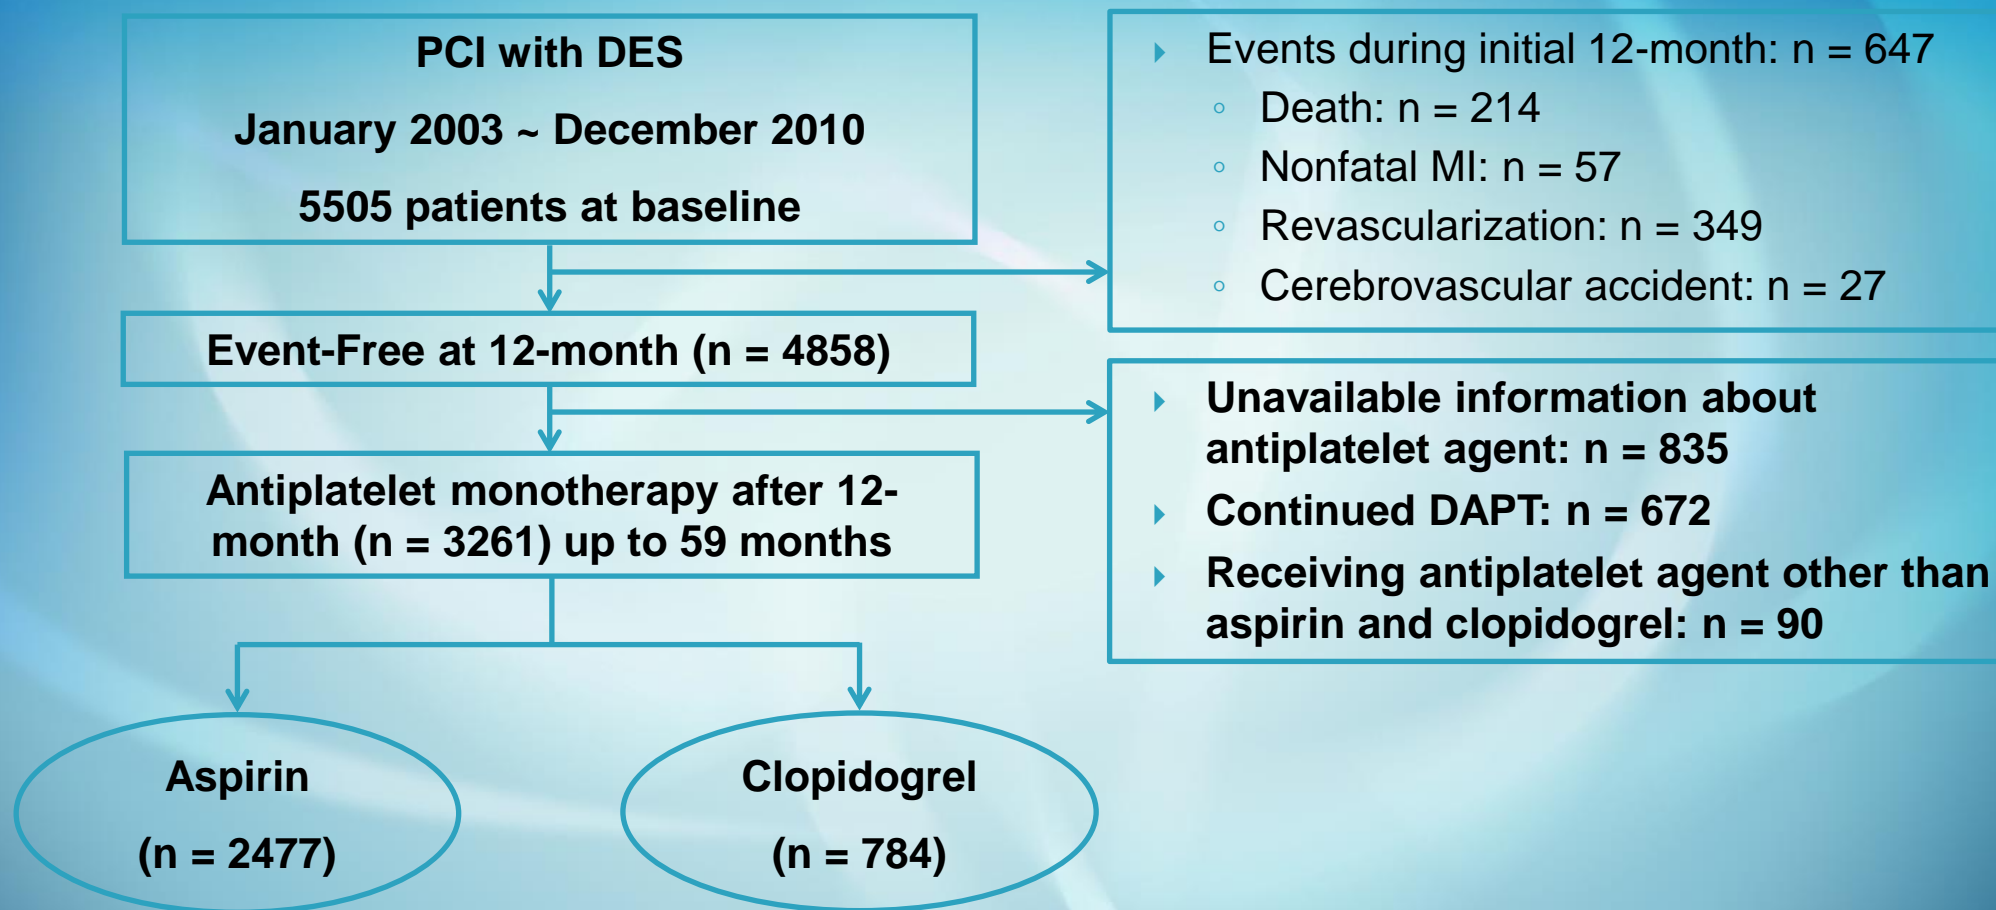 PCI with DES
January 2003 ~ December 2010
5505 patients at baseline
Events during initial 12-month: n = 647
Death: n = 214
Nonfatal MI: n = 57
Revascularization: n = 349
Cerebrovascular accident: n = 27
Event-Free at 12-month (n = 4858)
Unavailable information about
antiplatelet agent: n = 835
Continued DAPT: n = 672
Receiving antiplatelet agent other than
aspirin and clopidogrel: n = 90
Antiplatelet monotherapy after 12-
month (n = 3261) up to 59 months
Aspirin
(n = 2477)
Clopidogrel
(n = 784)